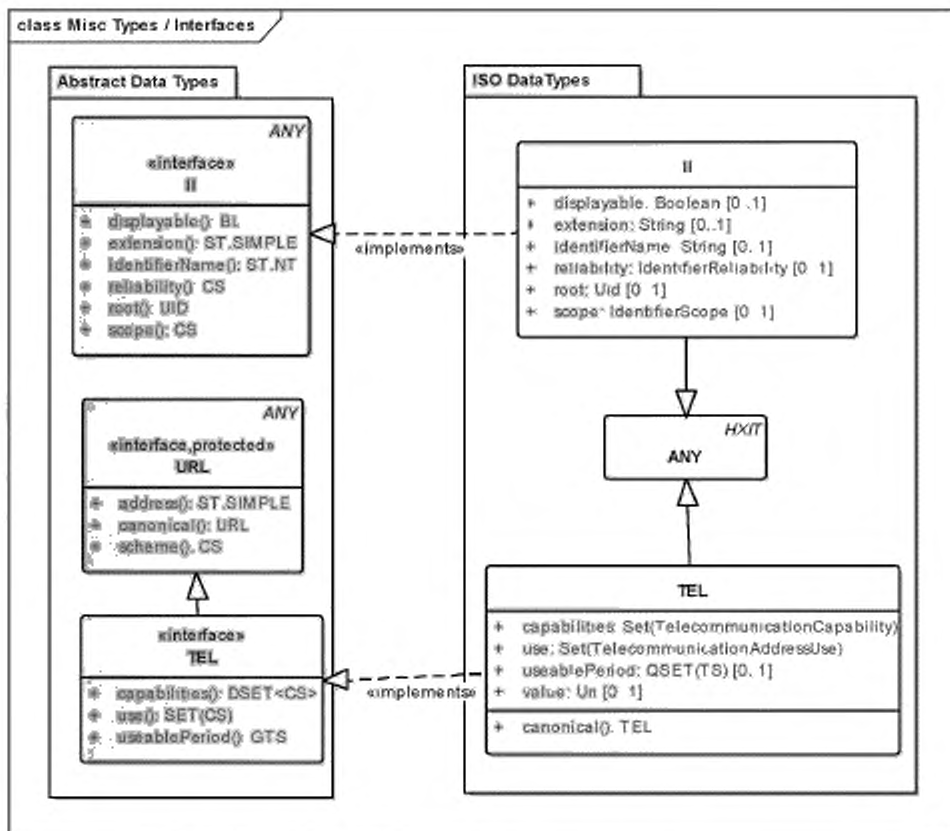 class Misc Types / Interfaces
Abstract Data Types
ANY
«interface»
II
+ displayable(): BL
+ extension(): ST.SIMPLE
+ identifierName(): ST.NT
+ reliability() CS
+ root(): UID
+ scope(): CS
ANY
«interface,protected»
URL
+ address(): ST.SIMPLE
+ canonical(): URL
+ scheme(). CS
«interface»
TEL
+ capabilities(): DSET<CS>
+ use(): SET(CS)
+ useablePeriod() GTS
«implements»
«implements»
ISO DataTypes
II
+ displayable. Boolean [0 .1]
+ extension: String [0..1]
+ identifierName String [0. 1]
+ reliability: IdentifierReliability [0 1]
+ root: Uid [0 1]
+ scope: IdentifierScope [0 1]
HXIT
ANY
TEL
+ capabilities: Set(TelecommunicationCapability)
+ use: Set(TelecommunicationAddressUse)
+ useablePeriod: QSET(TS) [0. 1]
+ value: Uri [0 1]
+ canonical(). TEL